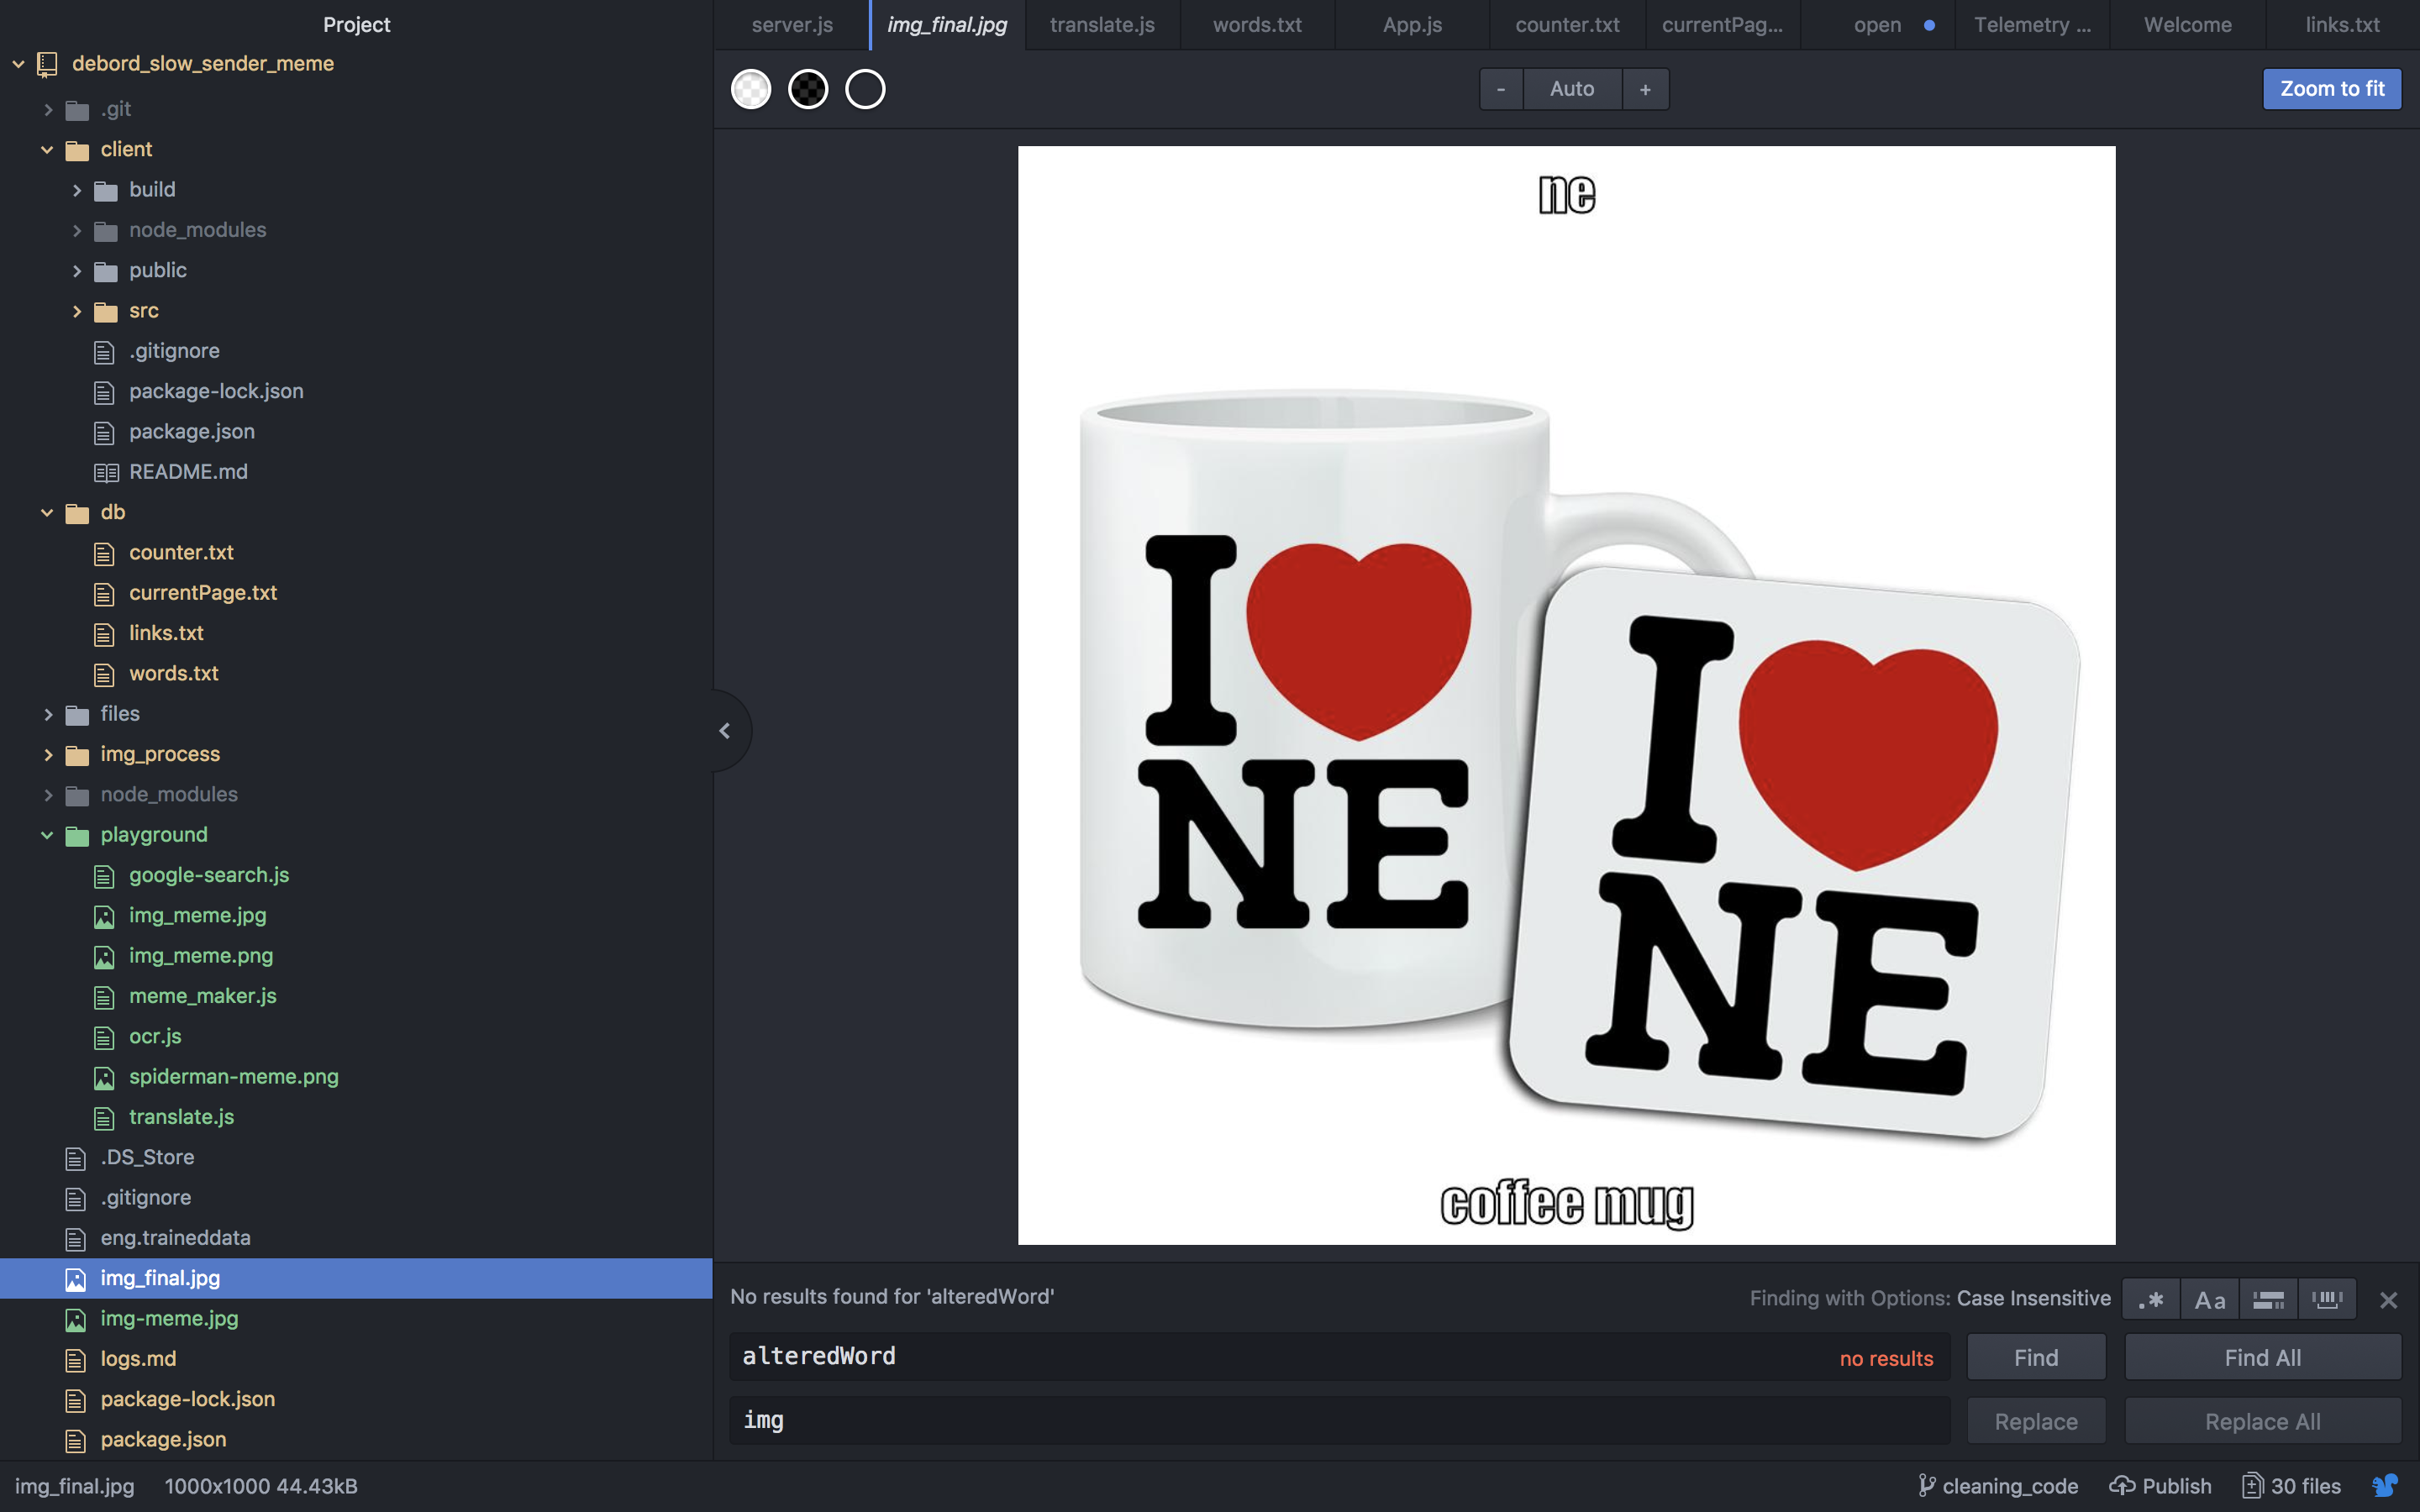 Project
debord_slow_sender_meme
.git
client
build
node_modules
public
src
.gitignore
package-lock.json
package.json
README.md
db
counter.txt
currentPage.txt
links.txt
words.txt
files
img_process
node_modules
playground
google-search.js
img_meme.jpg
img_meme.png
meme_maker.js
ocr.js
spiderman-meme.png
translate.js
.DS_Store
.gitignore
eng.traineddata
img_final.jpg
img-meme.jpg
logs.md
package-lock.json
package.json
server.js img_final.jpg translate.js words.txt App.js counter.txt currentPag... open Telemetry ... Welcome links.txt
- Auto + Zoom to fit
ne
I
NE
I
NE
coffee mug
No results found for 'alteredWord' Finding with Options: Case Insensitive .* Aa
alteredWord no results Find Find All
img Replace Replace All
img_final.jpg 1000x1000 44.43kB cleaning_code Publish 30 files